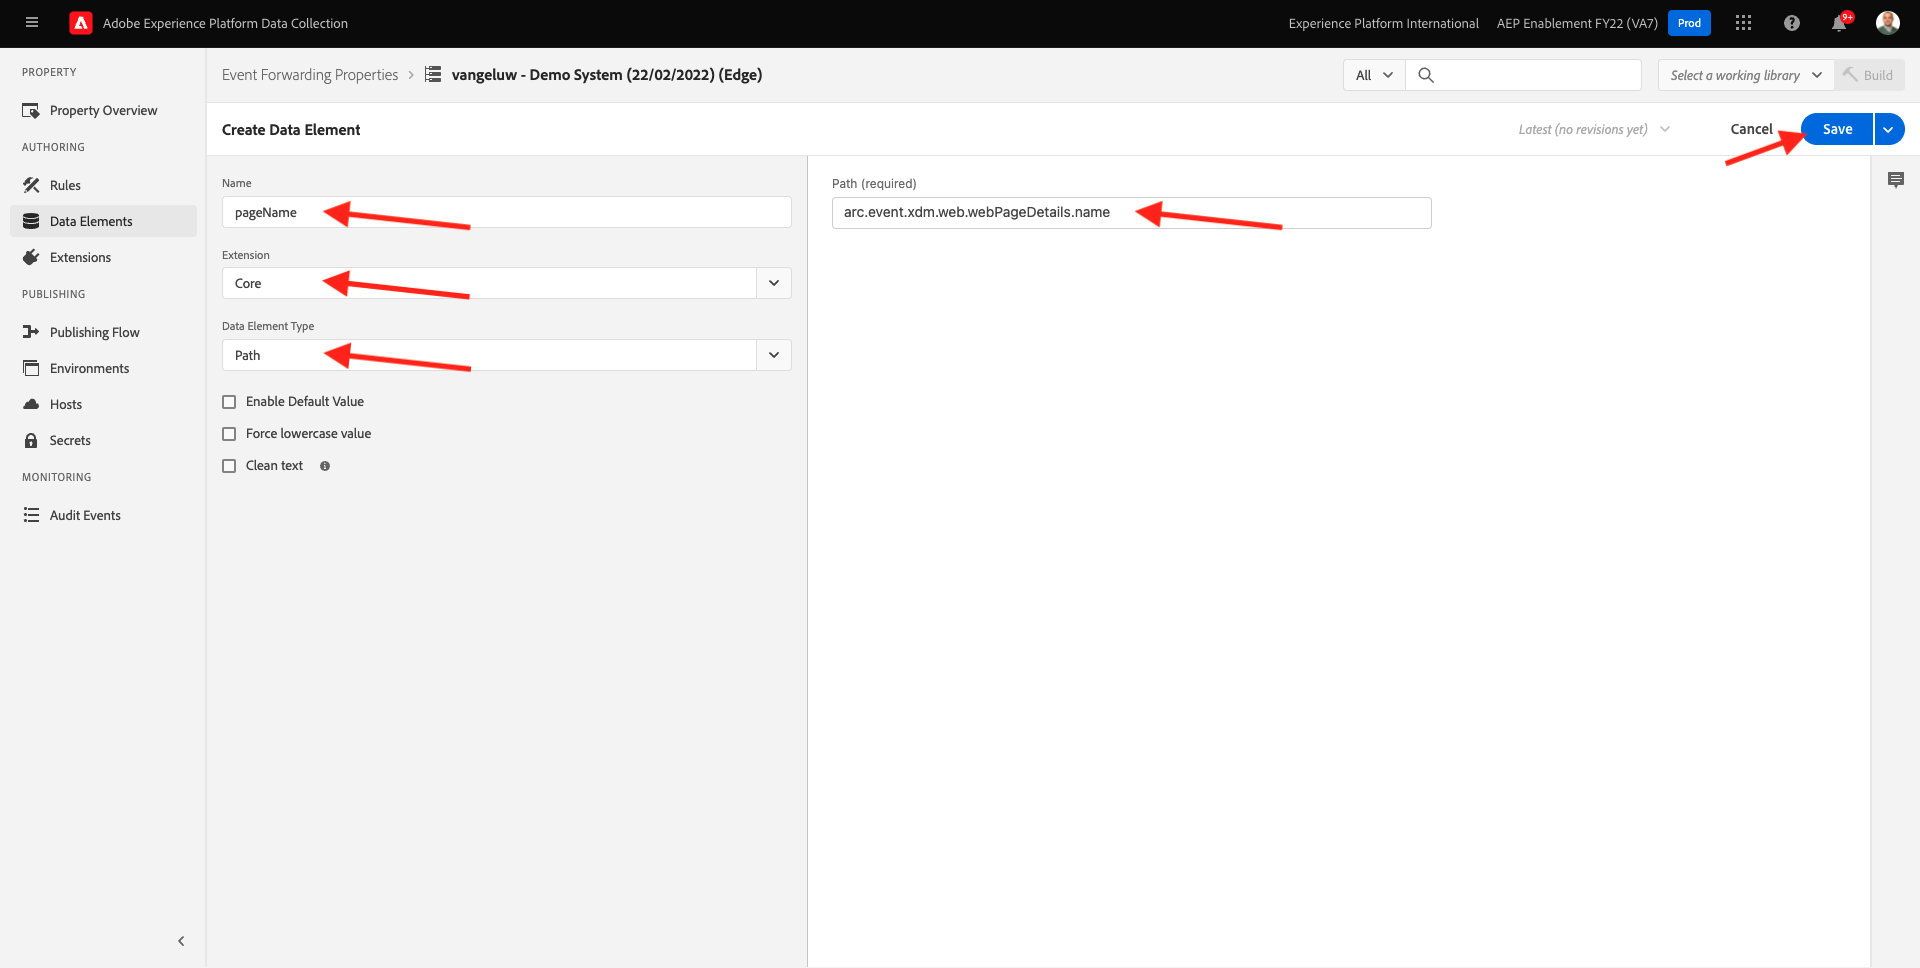 Adobe Experience Platform Data Collection
Experience Platform International
AEP Enablement FY22 (VA7)
Prod
9+
PROPERTY
Property Overview
AUTHORING
Rules
Data Elements
Extensions
PUBLISHING
Publishing Flow
Environments
Hosts
Secrets
MONITORING
Audit Events
Event Forwarding Properties
vangeluw - Demo System (22/02/2022) (Edge)
All
Select a working library
Build
Create Data Element
Latest (no revisions yet)
Cancel
Save
Name
pageName
Extension
Core
Data Element Type
Path
Enable Default Value
Force lowercase value
Clean text
Path (required)
arc.event.xdm.web.webPageDetails.name